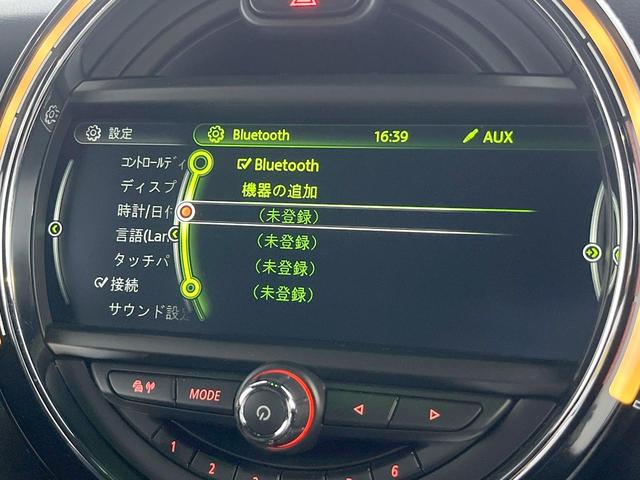 設定
Bluetooth 16:39 AUX
コントロールディ
Bluetooth
ディスプ
機器の追加
時計/日付
(未登録)
言語(Lan
(未登録)
タッチパ
(未登録)
接続
(未登録)
サウンド設定
MODE
1
2
6